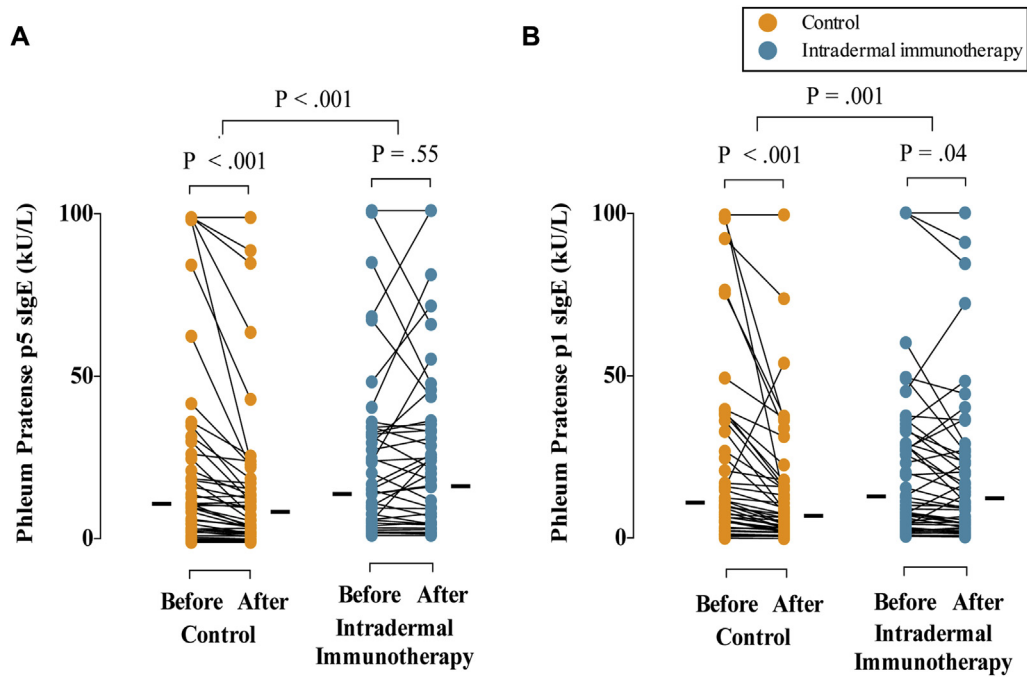 A
B
Control
Intradermal immunotherapy
P < .001
P < .001
P = .55
Phleum Pratense p5 sIgE (kU/L)
100
50
0
Before After
Control
Before After
Intradermal
Immunotherapy
P = .001
P < .001
P = .04
Phleum Pratense p1 sIgE (kU/L)
100
50
0
Before After
Control
Before After
Intradermal
Immunotherapy